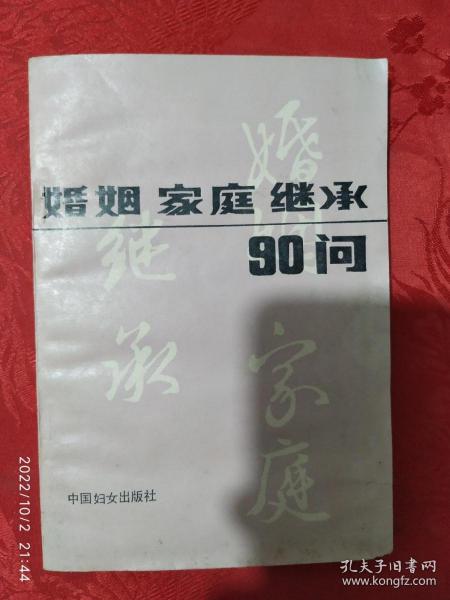 婚姻 家庭 继承
90问
婚姻 家庭
继承
中国妇女出版社
2022/10/2 21:44
孔夫子旧书网
www.kongfz.com